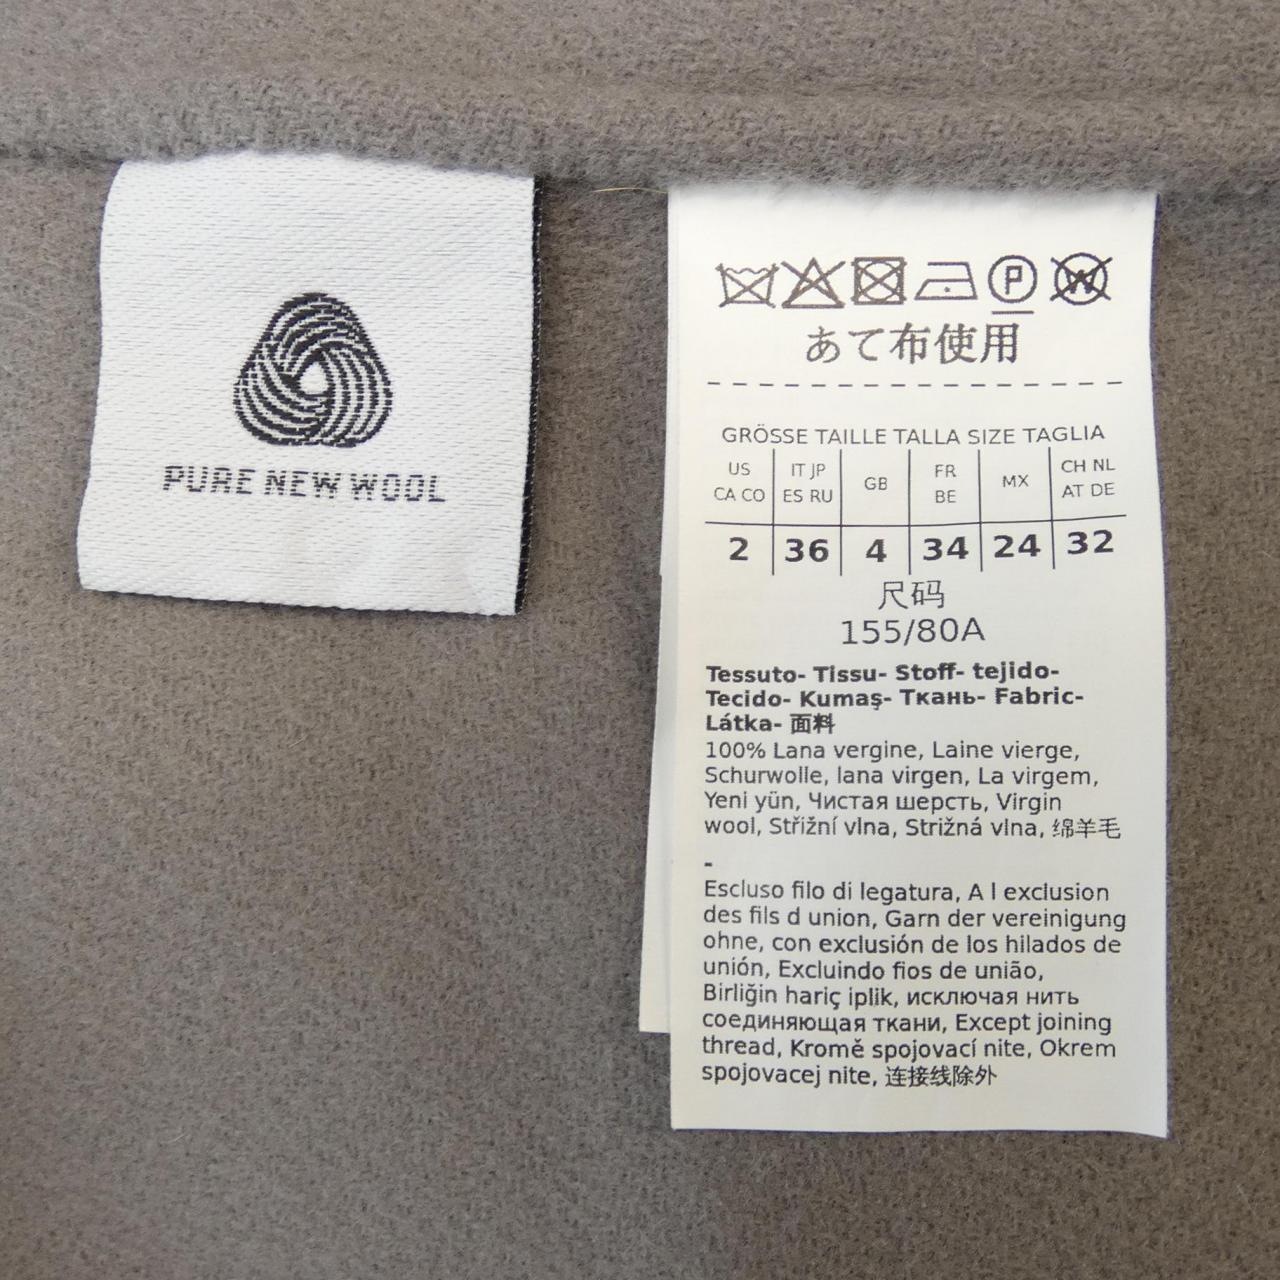 PURE NEW WOOL
P W
あて布使用
GRÖSSE TAILLE TALLA SIZE TAGLIA
US CA CO
IT JP ES RU
GB
FR BE
MX
CH NL AT DE
2 36 4 34 24 32
尺码
155/80A
Tessuto- Tissu- Stoff- tejido-
Tecido- Kumaş- Ткань- Fabric-
Látka- 面料
100% Lana vergine, Laine vierge,
Schurwolle, lana virgen, La virgem,
Yeni yün, Чистая шерсть, Virgin
wool, Střižní vlna, Strižná vlna, 绵羊毛
-
Escluso filo di legatura, A l exclusion
des fils d union, Garn der vereinigung
ohne, con exclusión de los hilados de
unión, Excluindo fios de união,
Birliğin hariç iplik, исключая нить
соединяющая ткани, Except joining
thread, Kromě spojovací nite, Okrem
spojovacej nite, 连接线除外